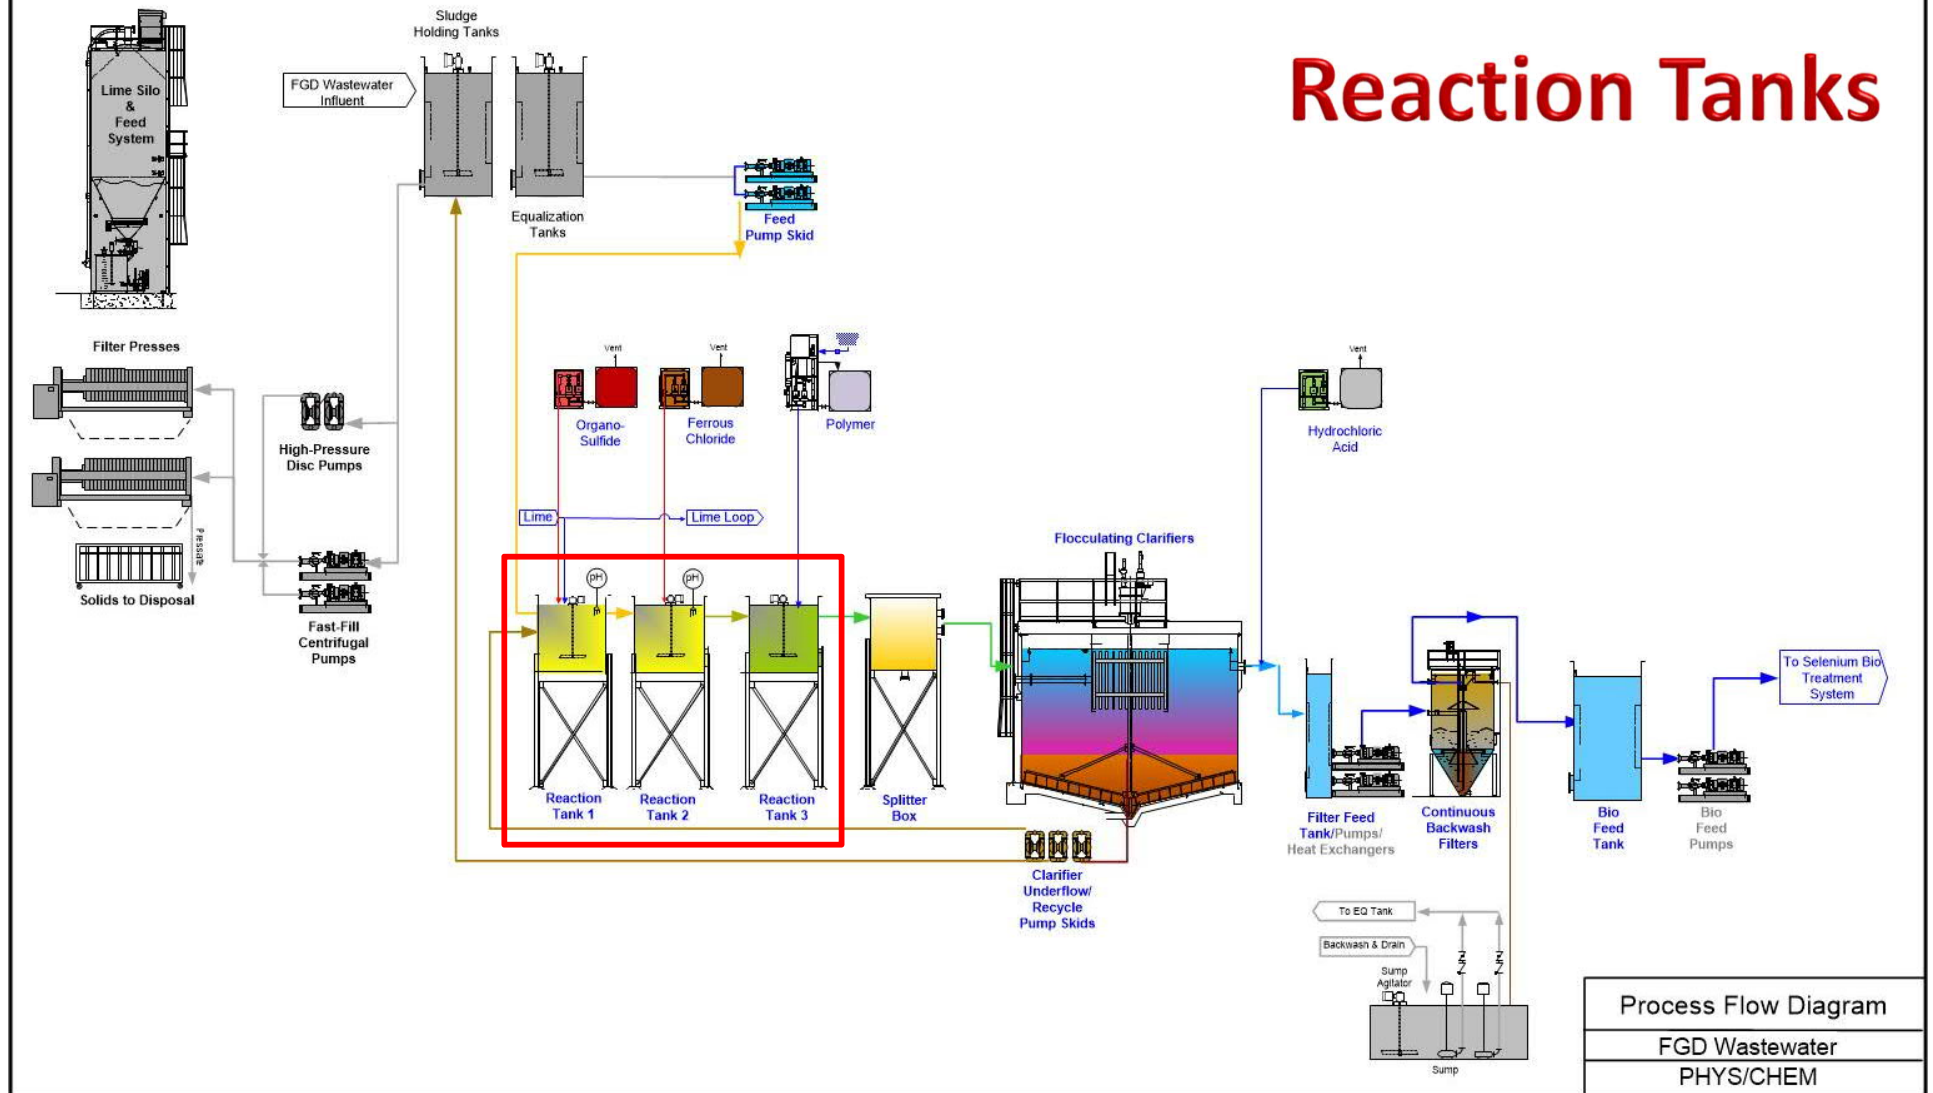 Reaction Tanks
Sludge
Holding Tanks
FGD Wastewater
Influent
Lime Silo
&
Feed
System
Equalization
Tanks
Feed
Pump Skid
Filter Presses
High-Pressure
Disc Pumps
Pressate
Solids to Disposal
Fast-Fill
Centrifugal
Pumps
Vent
Organo-
Sulfide
Vent
Ferrous
Chloride
Polymer
Vent
Hydrochloric
Acid
Lime
Lime Loop
pH
pH
Reaction
Tank 1
Reaction
Tank 2
Reaction
Tank 3
Splitter
Box
Flocculating Clarifiers
Clarifier
Underflow/
Recycle
Pump Skids
Filter Feed
Tank/Pumps/
Heat Exchangers
Continuous
Backwash
Filters
Bio
Feed
Tank
Bio
Feed
Pumps
To Selenium Bio
Treatment
System
To EQ Tank
Backwash & Drain
Sump
Agitator
Sump
Process Flow Diagram
FGD Wastewater
PHYS/CHEM